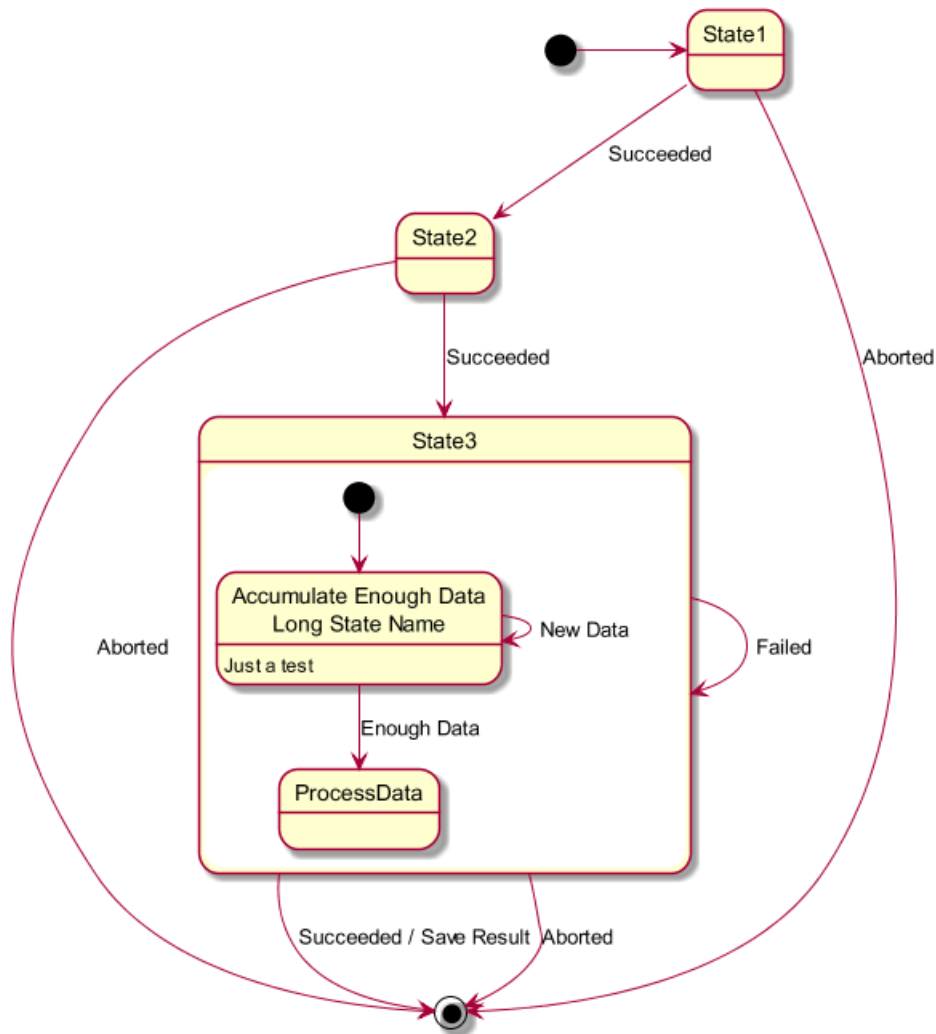 State1
Succeeded
State2
Aborted
Succeeded
State3
Accumulate Enough Data
Long State Name
New Data
Just a test
Aborted
Failed
Enough Data
ProcessData
Succeeded / Save Result
Aborted